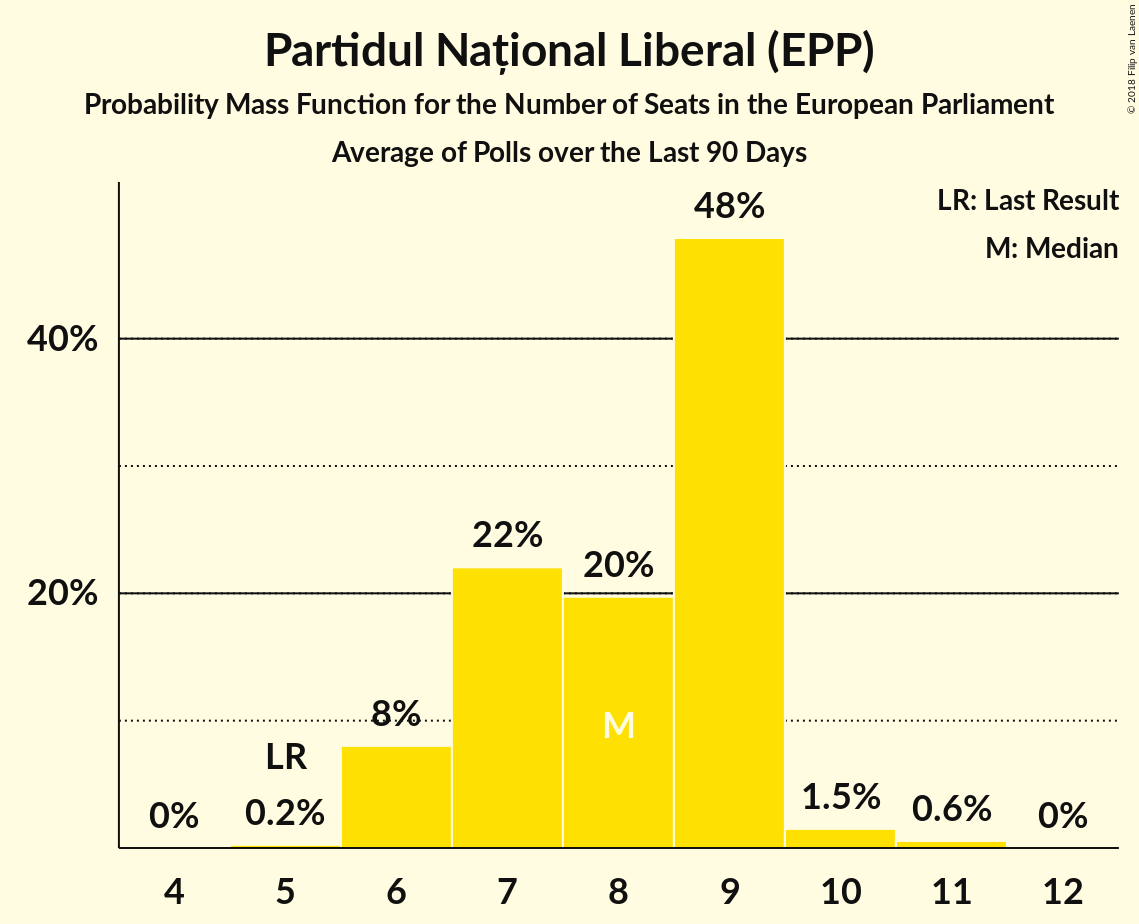 Partidul Național Liberal (EPP)
Probability Mass Function for the Number of Seats in the European Parliament
Average of Polls over the Last 90 Days
© 2018 Filip van Laenen
LR: Last Result
M: Median
48%
40%
22%
20%
20%
8%
M
LR
0%
0.2%
1.5%
0.6%
0%
4 5 6 7 8 9 10 11 12